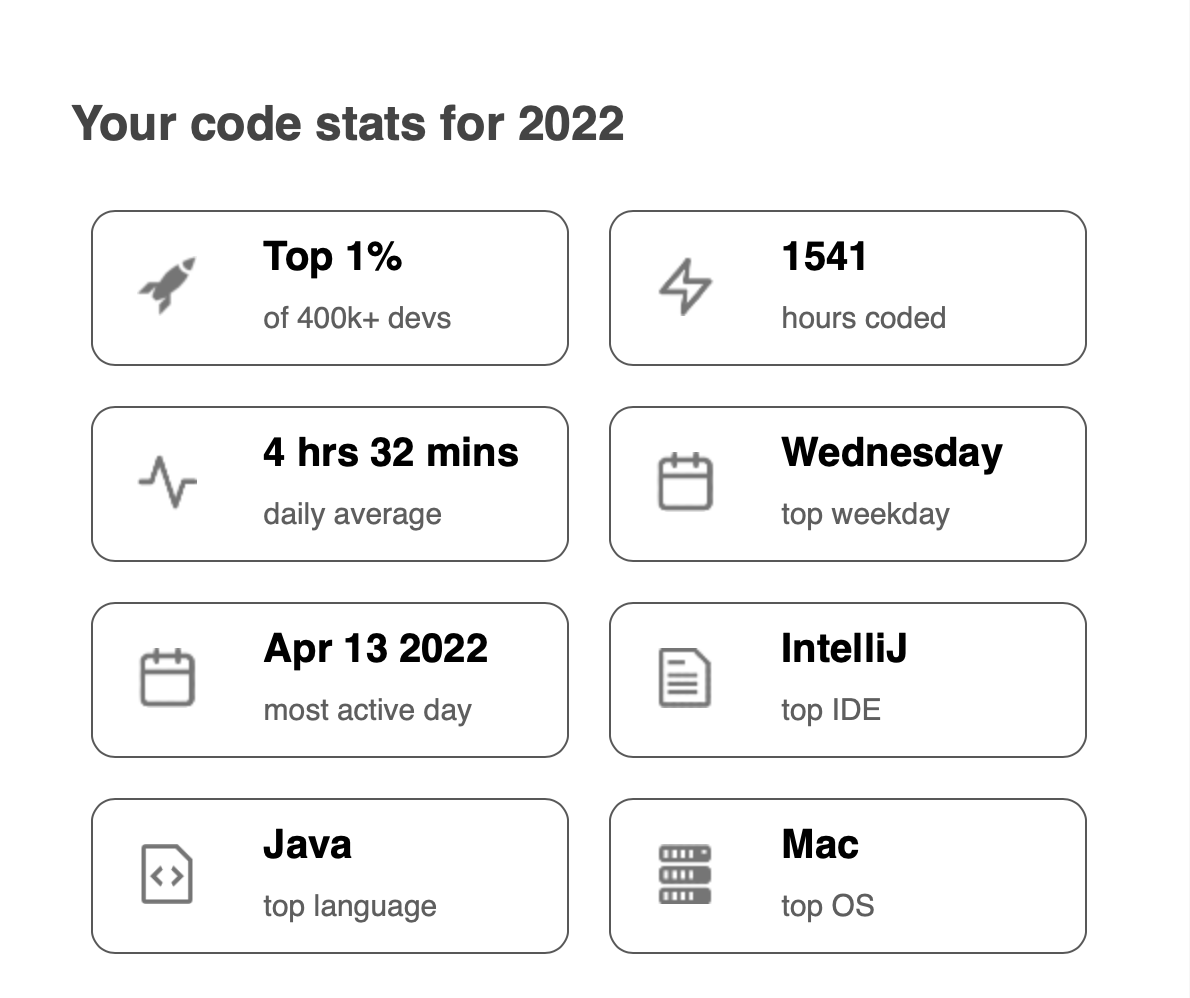 Your code stats for 2022
Top 1%
of 400k+ devs
1541
hours coded
4 hrs 32 mins
daily average
Wednesday
top weekday
Apr 13 2022
most active day
IntelliJ
top IDE
Java
top language
Mac
top OS